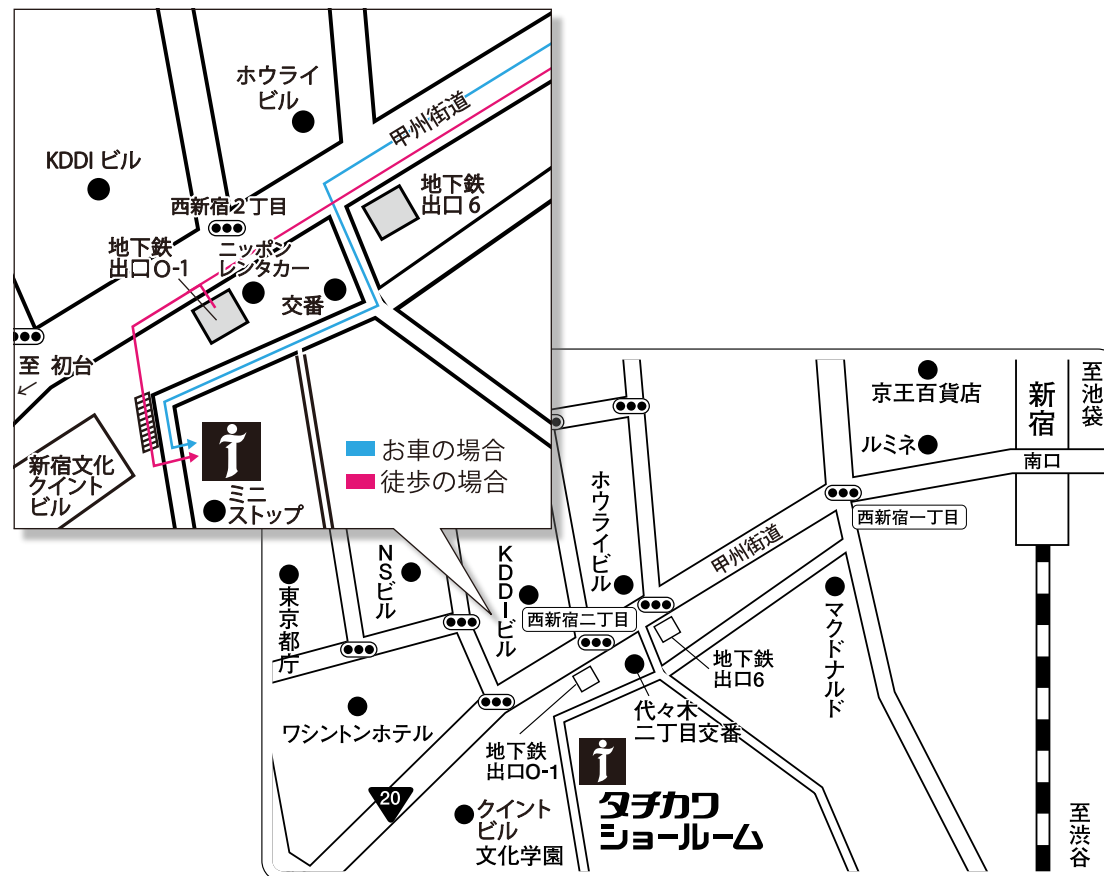 ホウライ
ビル
甲州街道
KDDI ビル
地下鉄
出口 6
西新宿２丁目
地下鉄
出口O-1
ニッポン
レンタカー
交番
至 初台
新宿文化
クイント
ビル
ミニ
ストップ
お車の場合
徒歩の場合
京王百貨店
新宿
至池袋
ルミネ
南口
西新宿一丁目
甲州街道
ホウライビル
NSビル
KDDIビル
西新宿二丁目
東京都庁
マクドナルド
地下鉄
出口6
代々木
二丁目交番
ワシントンホテル
地下鉄
出口O-1
20
クイント
ビル
文化学園
タチカワ
ショールーム
至渋谷